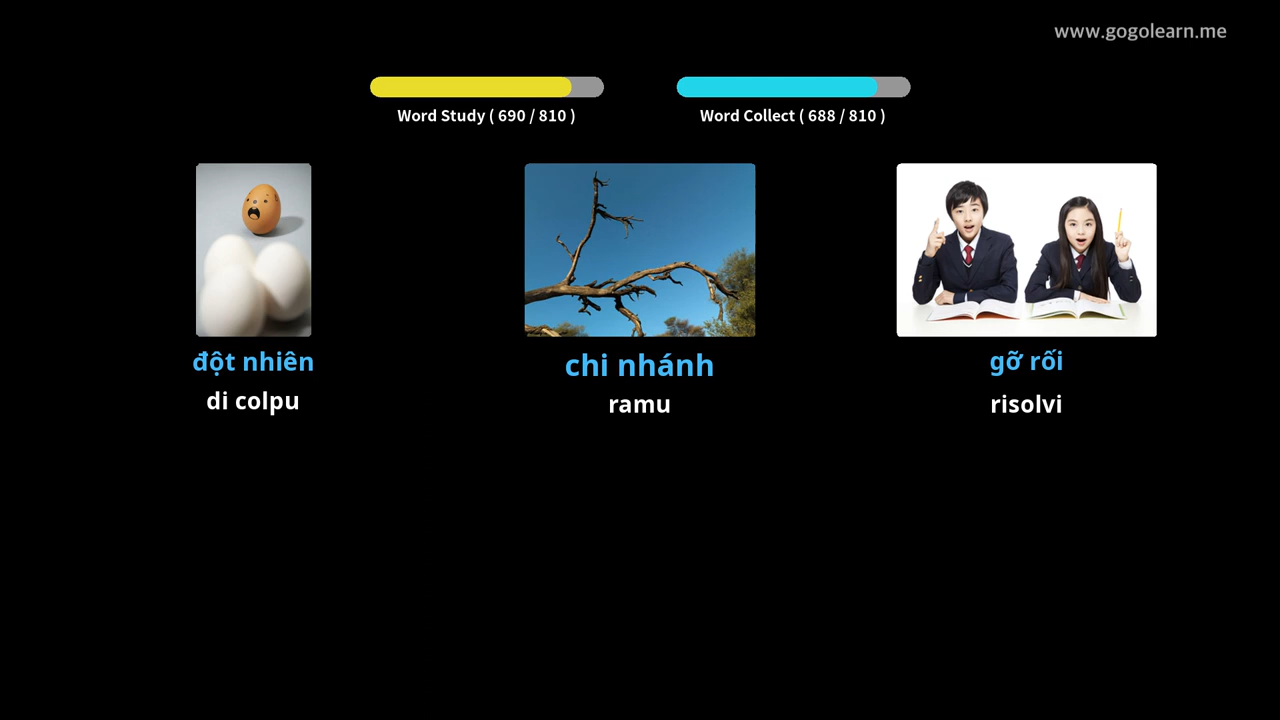 www.gogolearn.me
Word Study ( 690 / 810 )
Word Collect ( 688 / 810 )
đột nhiên
di colpu
chi nhánh
ramu
gỡ rối
risolvi